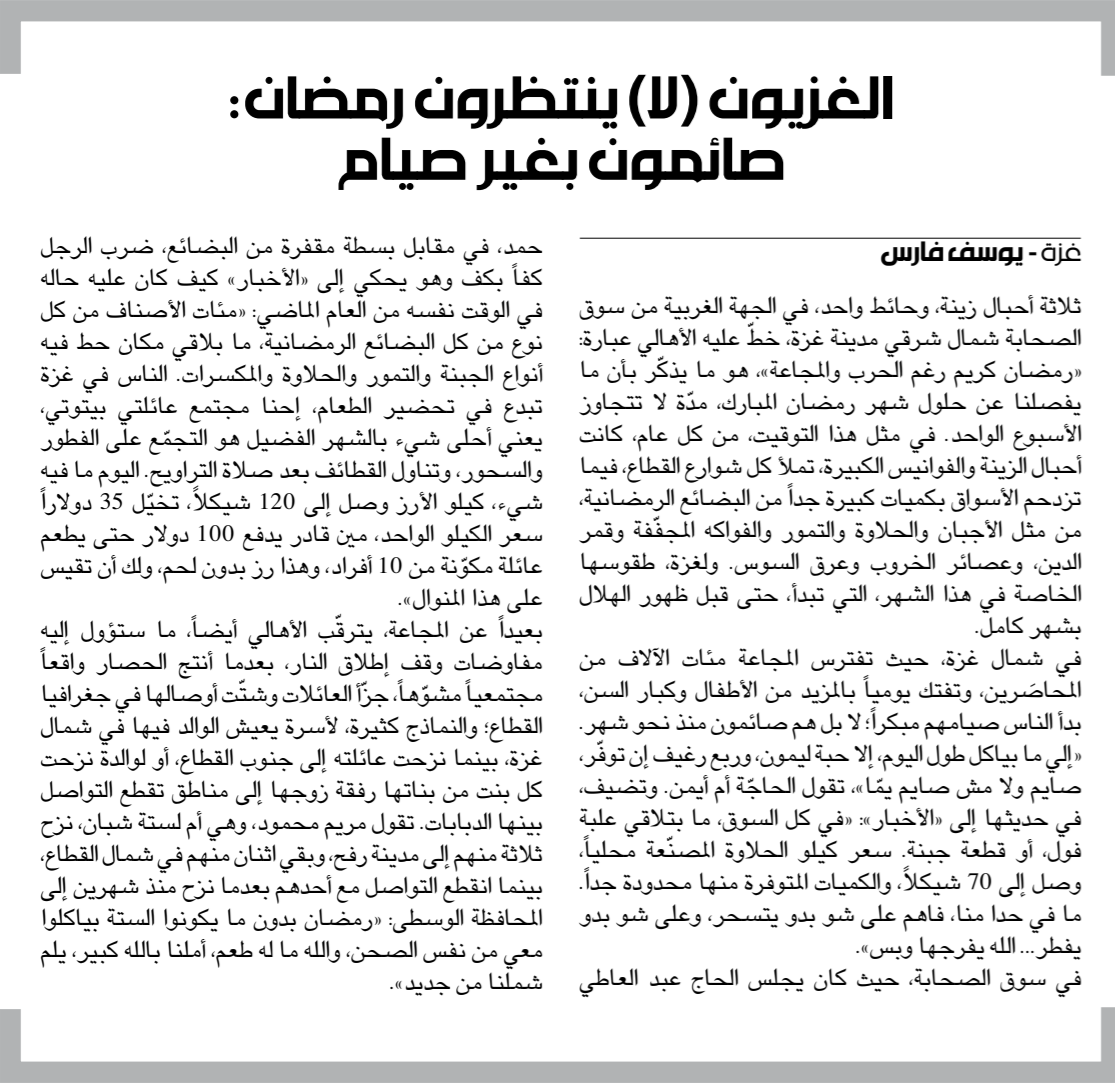 الغزيون (لا) ينتظرون رمضان:
صائمون بغير صيام
غزة - يوسف فارس
ثلاثة أحبال زينة، وحائط واحد، في الجهة الغربية من سوق
الصحابة شمال شرقي مدينة غزة، خطّ عليه الأهالي عبارة:
«رمضان كريم رغم الحرب والمجاعة»، هو ما يذكّر بأن ما
يفصلنا عن حلول شهر رمضان المبارك، مدّة لا تتجاوز
الأسبوع الواحد. في مثل هذا التوقيت، من كل عام، كانت
أحبال الزينة والفوانيس الكبيرة، تملأ كل شوارع القطاع، فيما
تزدحم الأسواق بكميات كبيرة جداً من البضائع الرمضانية،
من مثل الأجبان والحلاوة والتمور والفواكه المجفّفة وقمر
الدين، وعصائر الخروب وعرق السوس. ولغزة، طقوسها
الخاصة في هذا الشهر، التي تبدأ، حتى قبل ظهور الهلال
بشهر كامل.
في شمال غزة، حيث تفترس المجاعة مئات الآلاف من
المحاصَرين، وتفتك يومياً بالمزيد من الأطفال وكبار السن،
بدأ الناس صيامهم مبكراً؛ لا بل هم صائمون منذ نحو شهر.
«إلي ما بياكل طول اليوم، إلا حبة ليمون، وربع رغيف إن توفّر،
صايم ولا مش صايم يمّا»، تقول الحاجّة أم أيمن. وتضيف،
في حديثها إلى «الأخبار»: «في كل السوق، ما بتلاقي علبة
فول، أو قطعة جبنة. سعر كيلو الحلاوة المصنّعة محلياً،
وصل إلى 70 شيكلاً، والكميات المتوفرة منها محدودة جداً.
ما في حدا منا، فاهم على شو بدو يتسحر، وعلى شو بدو
يفطر... الله يفرجها وبس».
في سوق الصحابة، حيث كان يجلس الحاج عبد العاطي
حمد، في مقابل بسطة مقفرة من البضائع، ضرب الرجل
كفاً بكف وهو يحكي إلى «الأخبار» كيف كان عليه حاله
في الوقت نفسه من العام الماضي: «مئات الأصناف من كل
نوع من كل البضائع الرمضانية، ما بلاقي مكان حط فيه
أنواع الجبنة والتمور والحلاوة والمكسرات. الناس في غزة
تبدع في تحضير الطعام، إحنا مجتمع عائلتي بيتوتي،
يعني أحلى شيء بالشهر الفضيل هو التجمّع على الفطور
والسحور، وتناول القطائف بعد صلاة التراويح. اليوم ما فيه
شيء، كيلو الأرز وصل إلى 120 شيكلاً، تخيّل 35 دولاراً
سعر الكيلو الواحد، مين قادر يدفع 100 دولار حتى يطعم
عائلة مكوّنة من 10 أفراد، وهذا رز بدون لحم، ولك أن تقيس
على هذا المنوال».
بعيداً عن المجاعة، يترقّب الأهالي أيضاً، ما ستؤول إليه
مفاوضات وقف إطلاق النار، بعدما أنتج الحصار واقعاً
مجتمعياً مشوّهاً، جزّأ العائلات وشتّت أوصالها في جغرافيا
القطاع؛ والنماذج كثيرة، لأسرة يعيش الوالد فيها في شمال
غزة، بينما نزحت عائلته إلى جنوب القطاع، أو لوالدة نزحت
كل بنت من بناتها رفقة زوجها إلى مناطق تقطع التواصل
بينها الدبابات. تقول مريم محمود، وهي أم لستة شبان، نزح
ثلاثة منهم إلى مدينة رفح، وبقي اثنان منهم في شمال القطاع،
بينما انقطع التواصل مع أحدهم بعدما نزح منذ شهرين إلى
المحافظة الوسطى: «رمضان بدون ما يكونوا الستة بياكلوا
معي من نفس الصحن، والله ما له طعم، أملنا بالله كبير، يلم
شملنا من جديد».